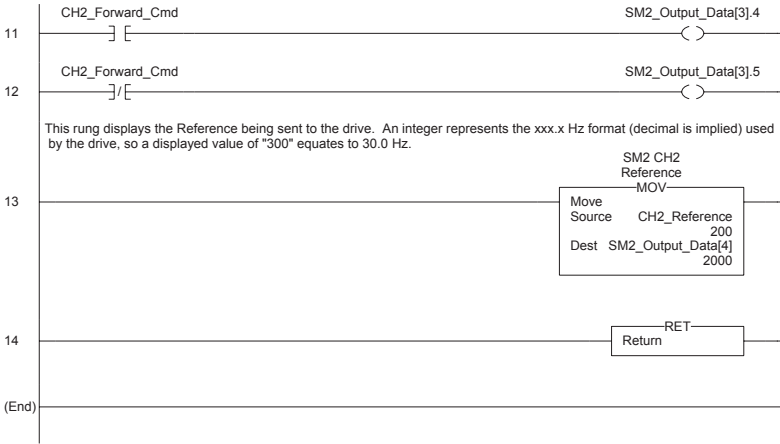 CH2_Forward_Cmd SM2_Output_Data[3].4
11
CH2_Forward_Cmd SM2_Output_Data[3].5
12
This rung displays the Reference being sent to the drive. An integer represents the xxx.x Hz format (decimal is implied) used
by the drive, so a displayed value of "300" equates to 30.0 Hz.
SM2 CH2
Reference
MOV
13
Move
Source CH2_Reference
200
Dest SM2_Output_Data[4]
2000
RET
14 Return
(End)